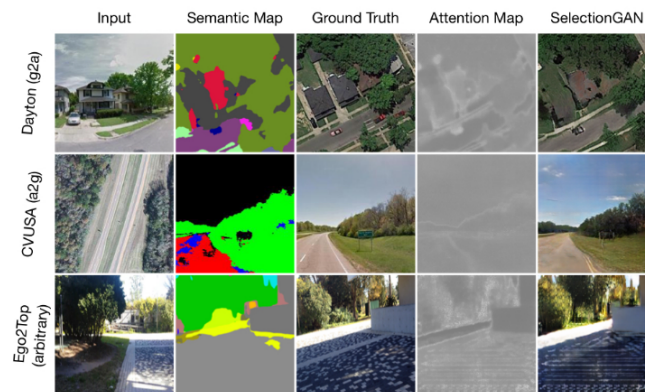 Input Semantic Map Ground Truth Attention Map SelectionGAN
Dayton (g2a)
CVUSA (a2g)
Ego2Top
(arbitrary)